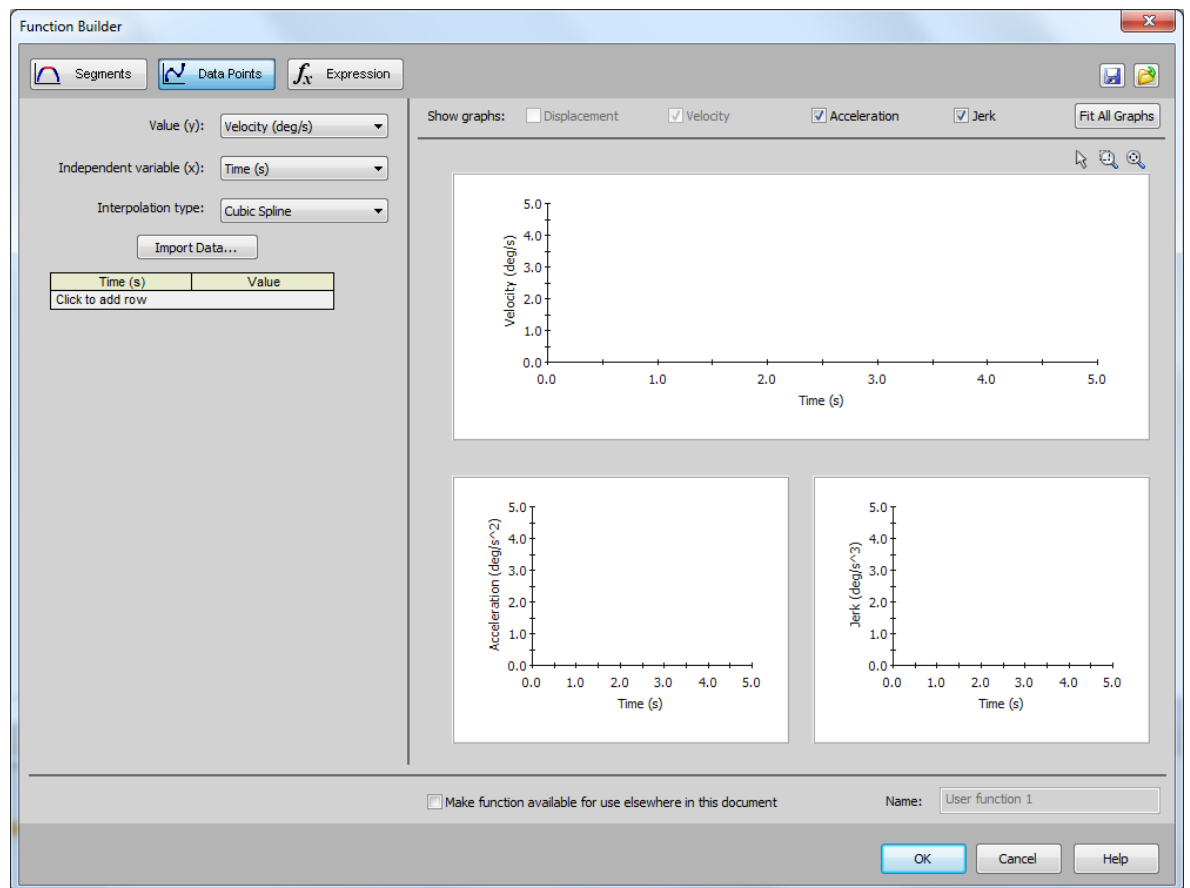 Function Builder
Segments
Data Points
fx Expression
Value (y): Velocity (deg/s)
Independent variable (x): Time (s)
Interpolation type: Cubic Spline
Import Data...
Time (s) Value
Click to add row
Show graphs: Displacement Velocity Acceleration Jerk Fit All Graphs
5.0
4.0
3.0
2.0
1.0
0.0
Velocity (deg/s)
0.0 1.0 2.0 3.0 4.0 5.0
Time (s)
5.0
4.0
3.0
2.0
1.0
0.0
Acceleration (deg/s^2)
0.0 1.0 2.0 3.0 4.0 5.0
Time (s)
5.0
4.0
3.0
2.0
1.0
0.0
Jerk (deg/s^3)
0.0 1.0 2.0 3.0 4.0 5.0
Time (s)
Make function available for use elsewhere in this document
Name: User function 1
OK Cancel Help